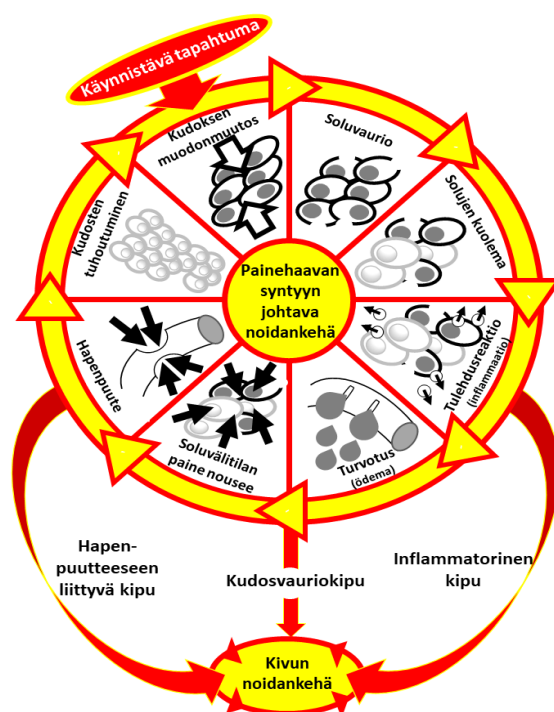 Käynnistävä tapahtuma
Kudoksen
muodonmuutos
Soluvaurio
Solujen kuolema
Tulehdusreaktio
(inflammaatio)
Turvotus
(ödema)
Soluvälitilan
paine nousee
Hapenpuute
Kudosten
tuhoutuminen
Painehaavan
syntyyn
johtava
noidankehä
Hapen-
puutteeseen
liittyvä kipu
Kudosvauriokipu
Inflammatorinen
kipu
Kivun
noidankehä